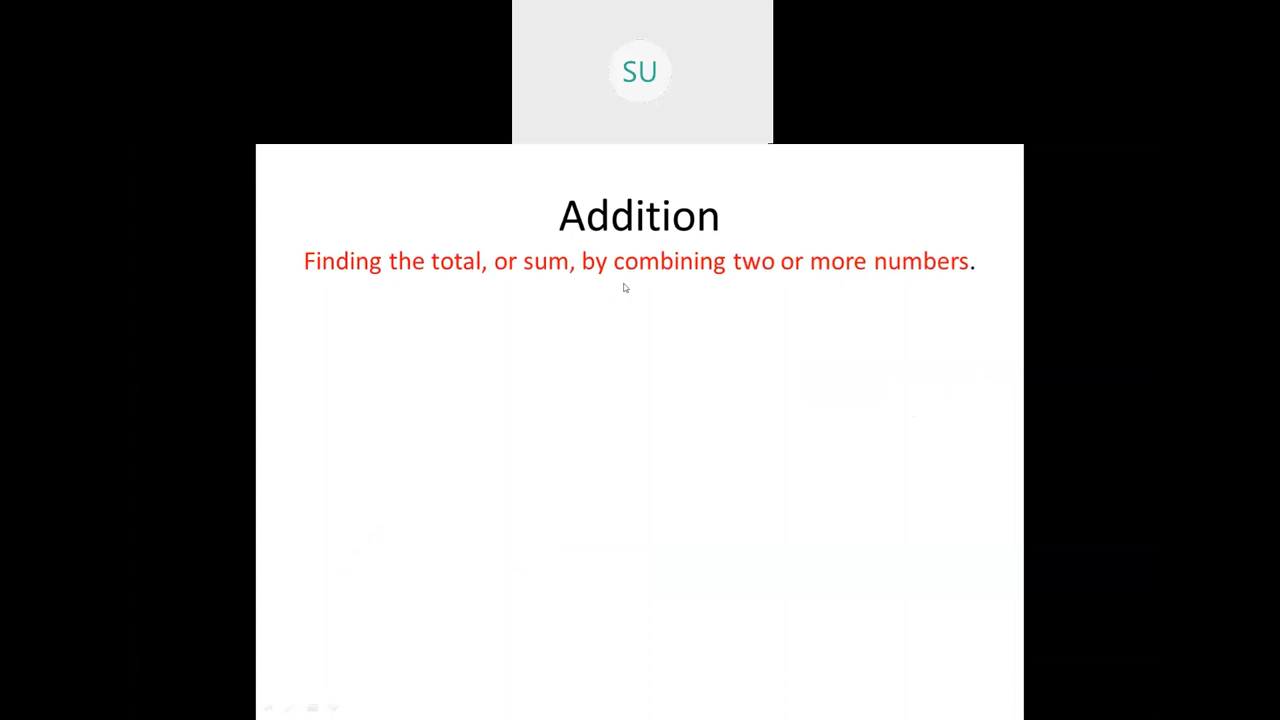 SU
Addition
Finding the total, or sum, by combining two or more numbers.